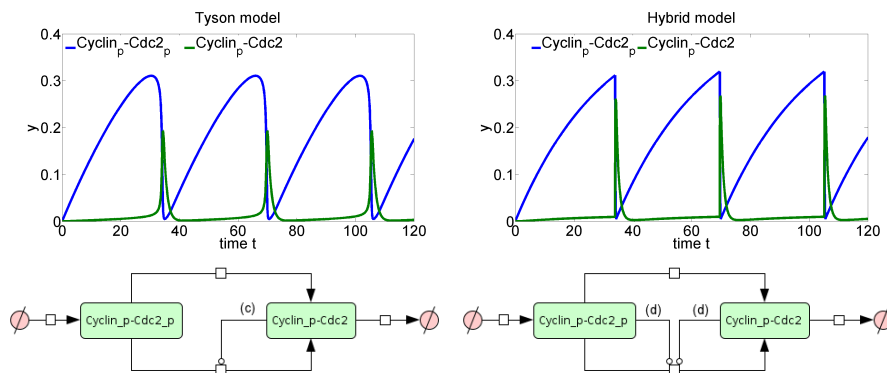 Tyson model
Cyclin_p-Cdc2_p Cyclin_p-Cdc2
0.4
0.3
0.2
0.1
0
y
0 20 40 60 80 100 120
time t
Hybrid model
Cyclin_p-Cdc2_p Cyclin_p-Cdc2
0.4
0.3
0.2
0.1
0
y
0 20 40 60 80 100 120
time t
Cyclin_p-Cdc2_p (c) Cyclin_p-Cdc2
Cyclin_p-Cdc2_p (d) (d) Cyclin_p-Cdc2